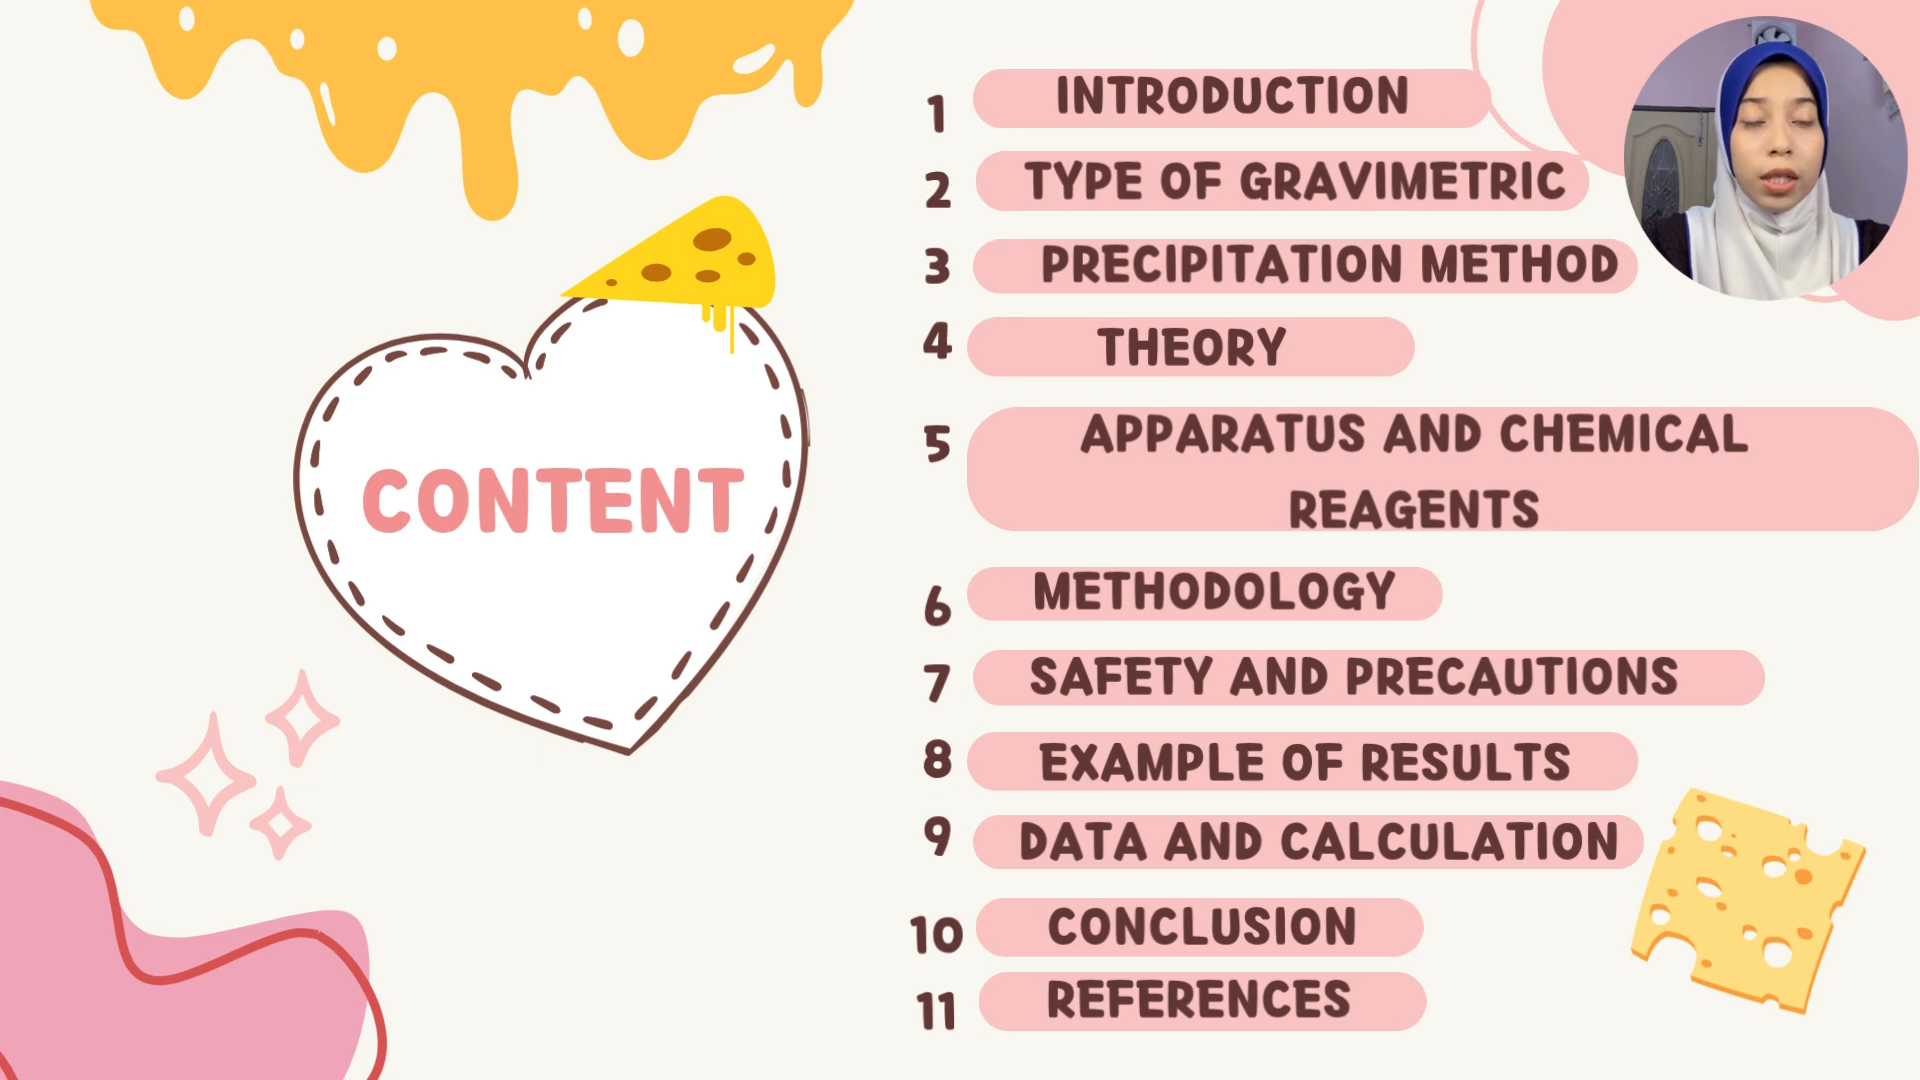 CONTENT
1 INTRODUCTION
2 TYPE OF GRAVIMETRIC
3 PRECIPITATION METHOD
4 THEORY
5 APPARATUS AND CHEMICAL
REAGENTS
6 METHODOLOGY
7 SAFETY AND PRECAUTIONS
8 EXAMPLE OF RESULTS
9 DATA AND CALCULATION
10 CONCLUSION
11 REFERENCES